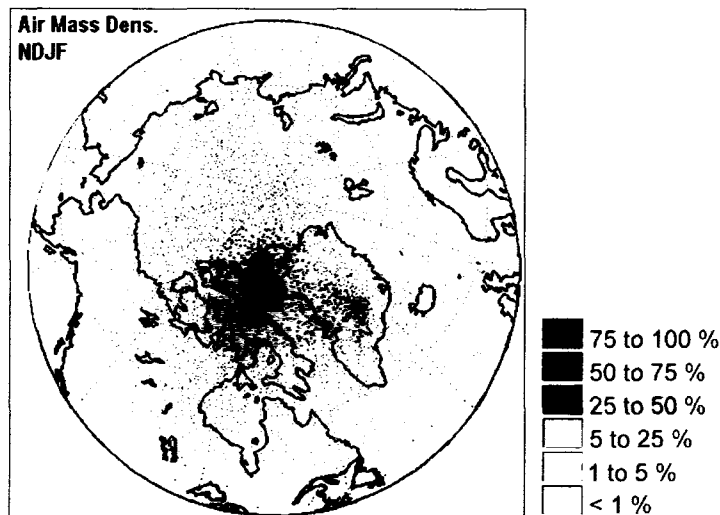 Air Mass Dens.
NDJF
75 to 100 %
50 to 75 %
25 to 50 %
5 to 25 %
1 to 5 %
< 1 %